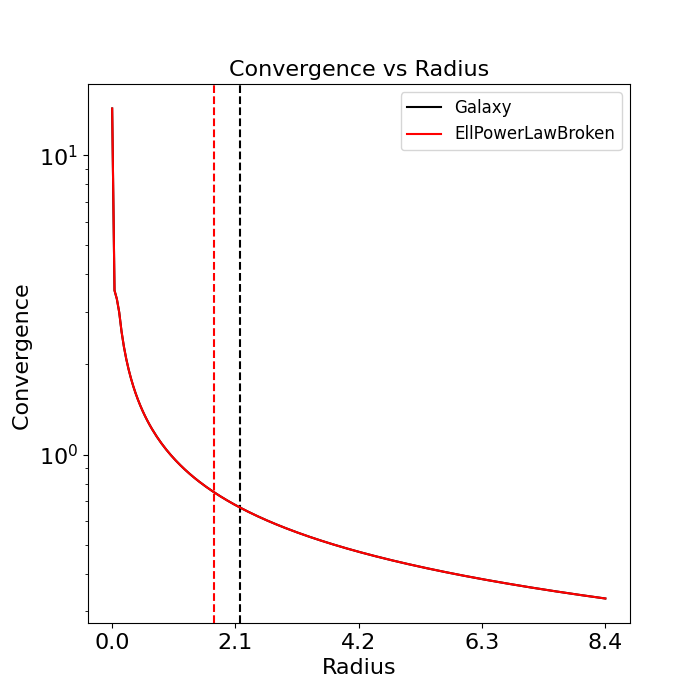 Convergence vs Radius
Galaxy
EllPowerLawBroken
10¹
10⁰
Convergence
0.0 2.1 4.2 6.3 8.4
Radius